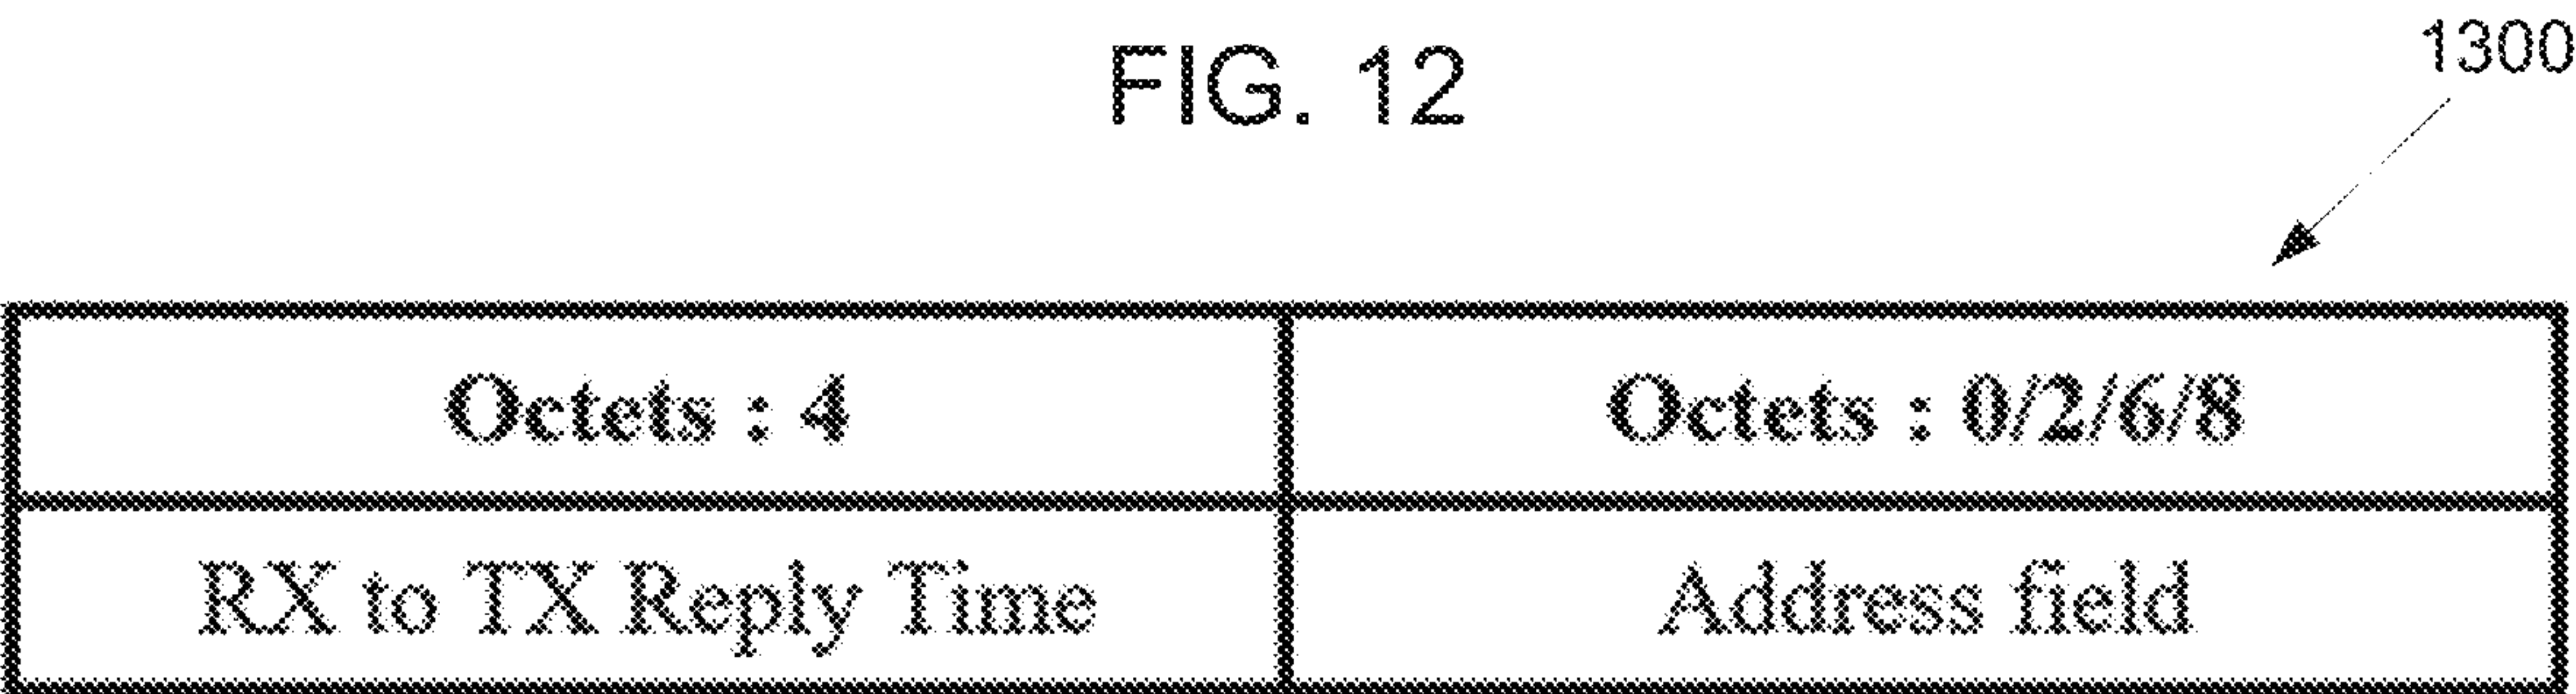 FIG. 12
1300
Octets : 4
Octets : 0/2/6/8
RX to TX Reply Time
Address field